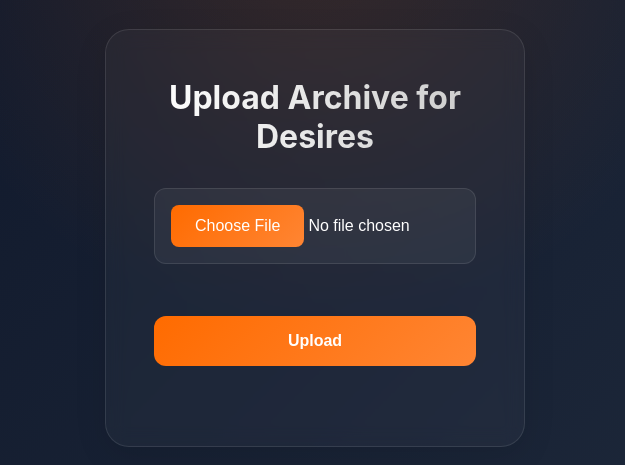 Upload Archive for
Desires
Choose File No file chosen
Upload